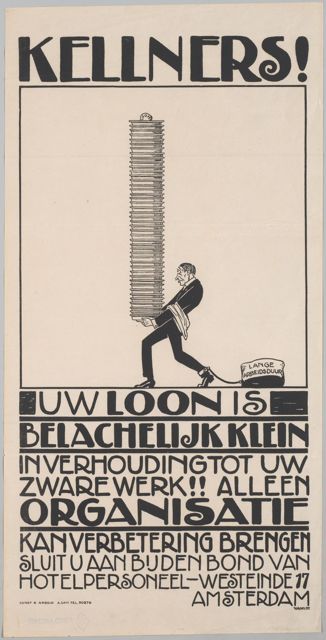 KELLNERS!
LANGE
ARBEIDSDUUR
UW LOON IS
BELACHELIJK KLEIN
IN VERHOUDING TOT UW
ZWARE WERK!! ALLEEN
ORGANISATIE
KAN VERBETERING BRENGEN
SLUIT U AAN BIJ DEN BOND VAN
HOTELPERSONEEL–WESTEINDE 17
AMSTERDAM